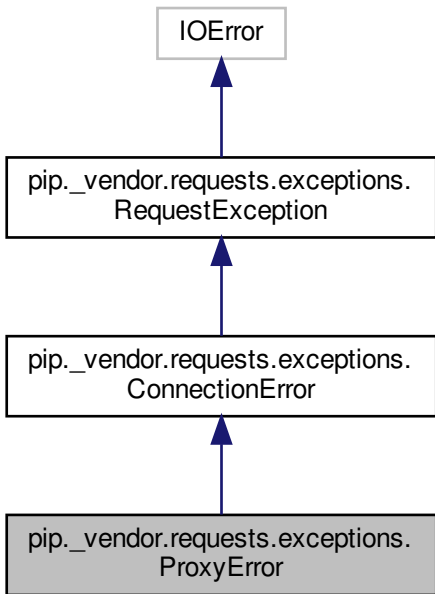 IOError
pip._vendor.requests.exceptions.
RequestException
pip._vendor.requests.exceptions.
ConnectionError
pip._vendor.requests.exceptions.
ProxyError